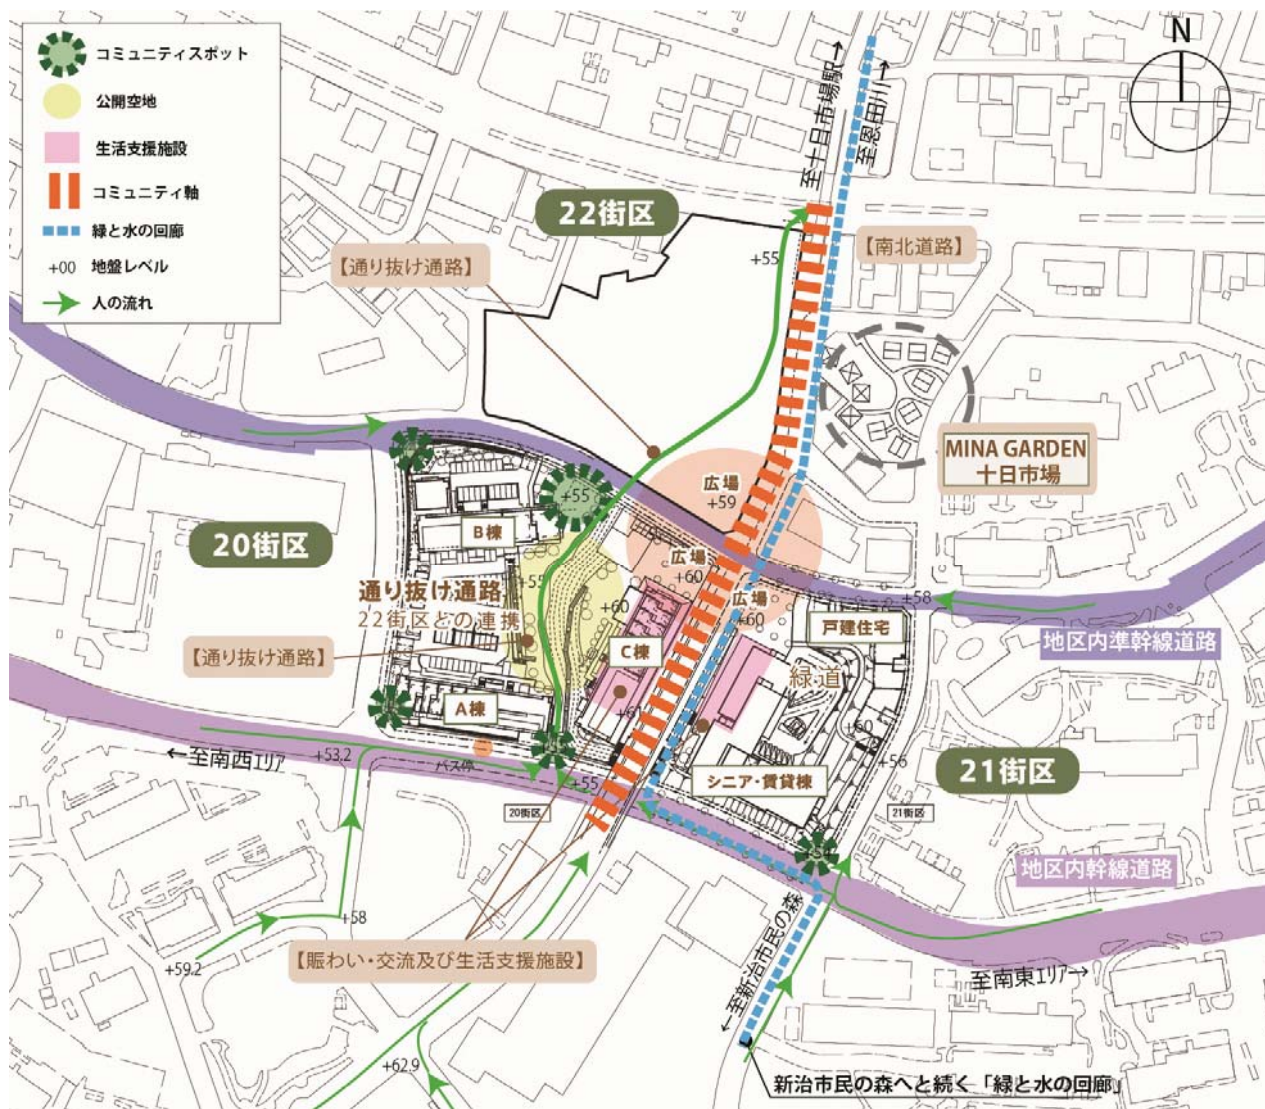 コミュニティスポット
公開空地
生活支援施設
コミュニティ軸
緑と水の回廊
+00 地盤レベル
人の流れ
N
至十日市場駅→
至恩田川→
22街区
【通り抜け通路】
+55
【南北道路】
MINA GARDEN
十日市場
広場
+59
+55
B棟
20街区
広場
+60
広場
+60
+58
+55
通り抜け通路
22街区との連携
+60
戸建住宅
地区内準幹線道路
【通り抜け通路】
C棟
緑道
A棟
+61
+60
←至南西エリア
+53.2
バス停
+56
+55
シニア・賃貸棟
21街区
20街区
21街区
地区内幹線道路
+58
+59.2
【賑わい・交流及び生活支援施設】
←至新治市民の森
至南東エリア→
+62.9
新治市民の森へと続く「緑と水の回廊」